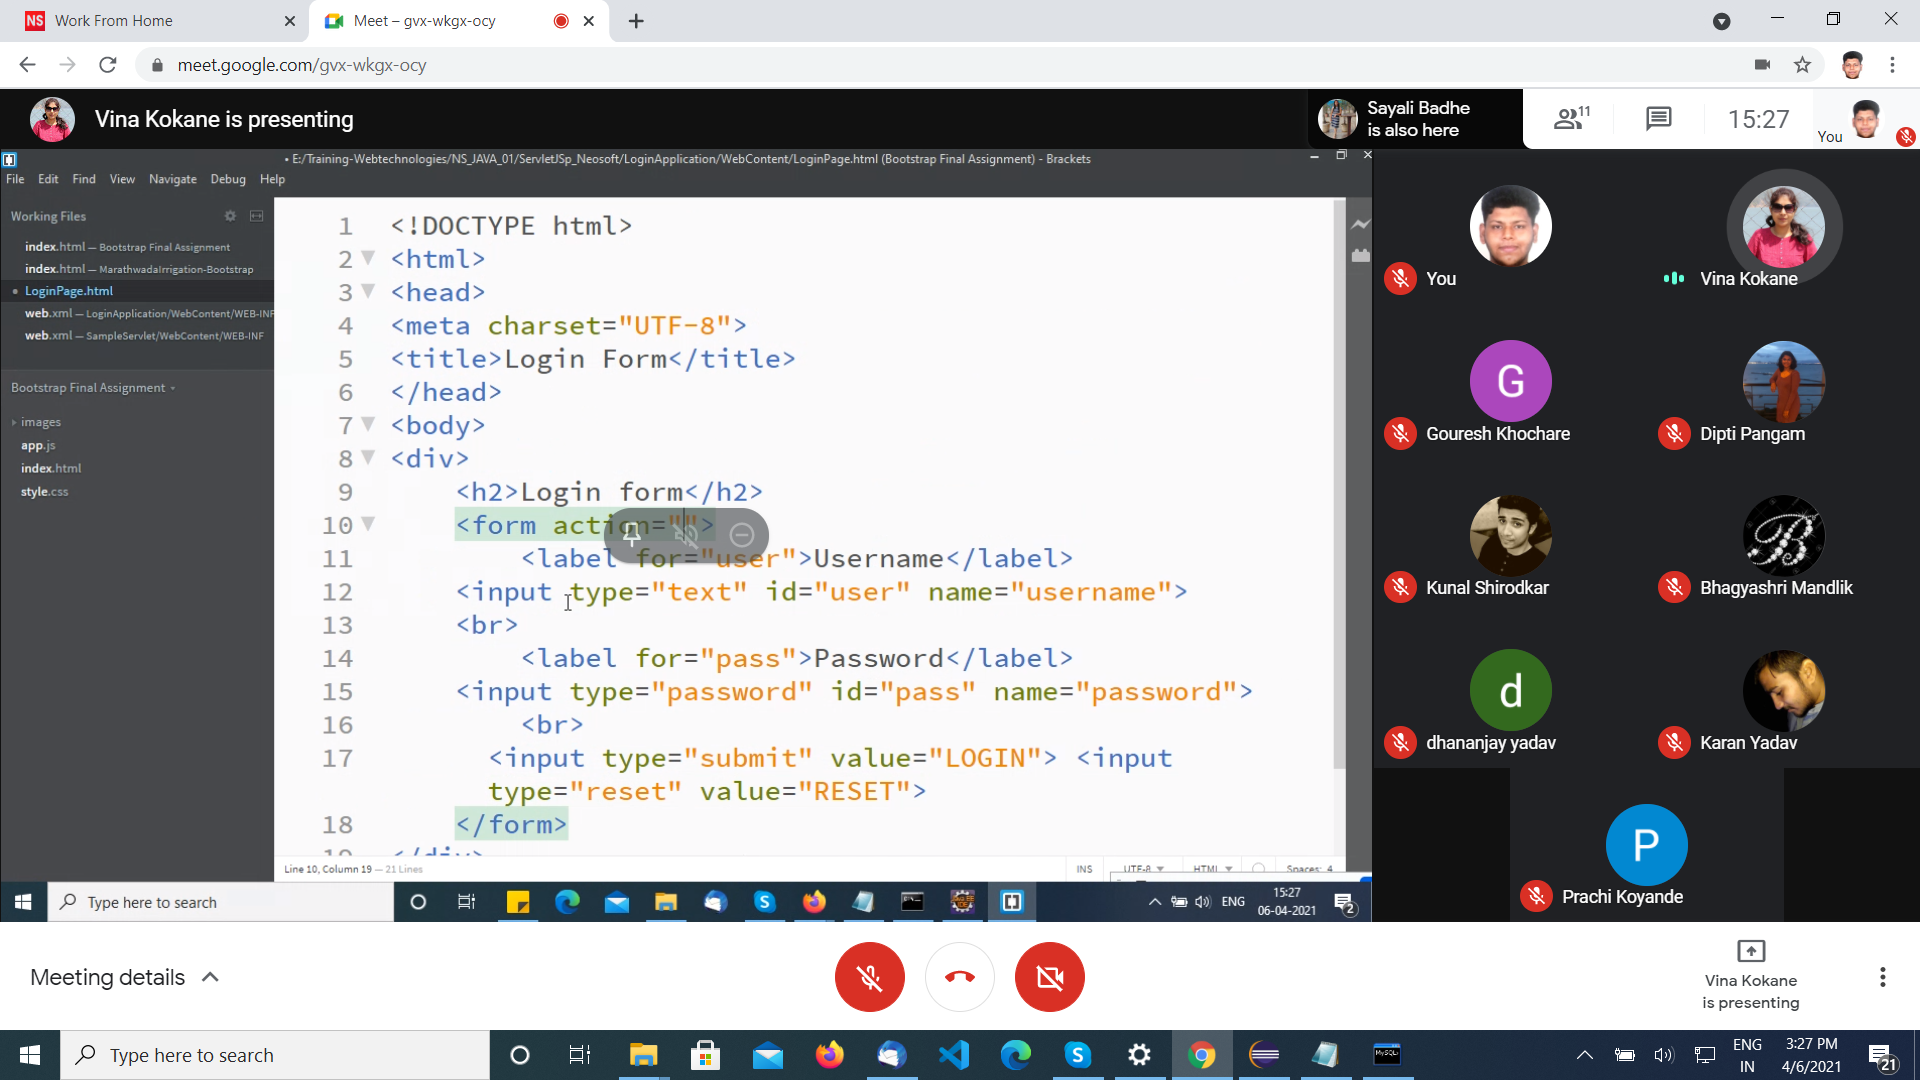 NS Work From Home
Meet – gvx-wkgx-ocy
meet.google.com/gvx-wkgx-ocy
Vina Kokane is presenting
Sayali Badhe
is also here
11
15:27
You
• E:/Training-Webtechnologies/NS_JAVA_01/ServletJSp_Neosoft/LoginApplication/WebContent/LoginPage.html (Bootstrap Final Assignment) - Brackets
File Edit Find View Navigate Debug Help
Working Files
index.html — Bootstrap Final Assignment
index.html — MarathwadaIrrigation-Bootstrap
LoginPage.html
web.xml — LoginApplication/WebContent/WEB-INF
web.xml — SampleServlet/WebContent/WEB-INF
Bootstrap Final Assignment
images
app.js
index.html
style.css
1 <!DOCTYPE html>
2 <html>
3 <head>
4 <meta charset="UTF-8">
5 <title>Login Form</title>
6 </head>
7 <body>
8 <div>
9 <h2>Login form</h2>
10 <form action="">
11 <label for="user">Username</label>
12 <input type="text" id="user" name="username">
13 <br>
14 <label for="pass">Password</label>
15 <input type="password" id="pass" name="password">
16 <br>
17 <input type="submit" value="LOGIN"> <input
type="reset" value="RESET">
18 </form>
19 </div>
Line 10, Column 19 — 21 Lines
INS UTF-8 HTML Spaces: 4
Type here to search
ENG
15:27
06-04-2021
2
You
Vina Kokane
G
Gouresh Khochare
Dipti Pangam
Kunal Shirodkar
Bhagyashri Mandlik
d
dhananjay yadav
Karan Yadav
P
Prachi Koyande
Meeting details
Vina Kokane
is presenting
Type here to search
MySQL
ENG
IN
3:27 PM
4/6/2021
21